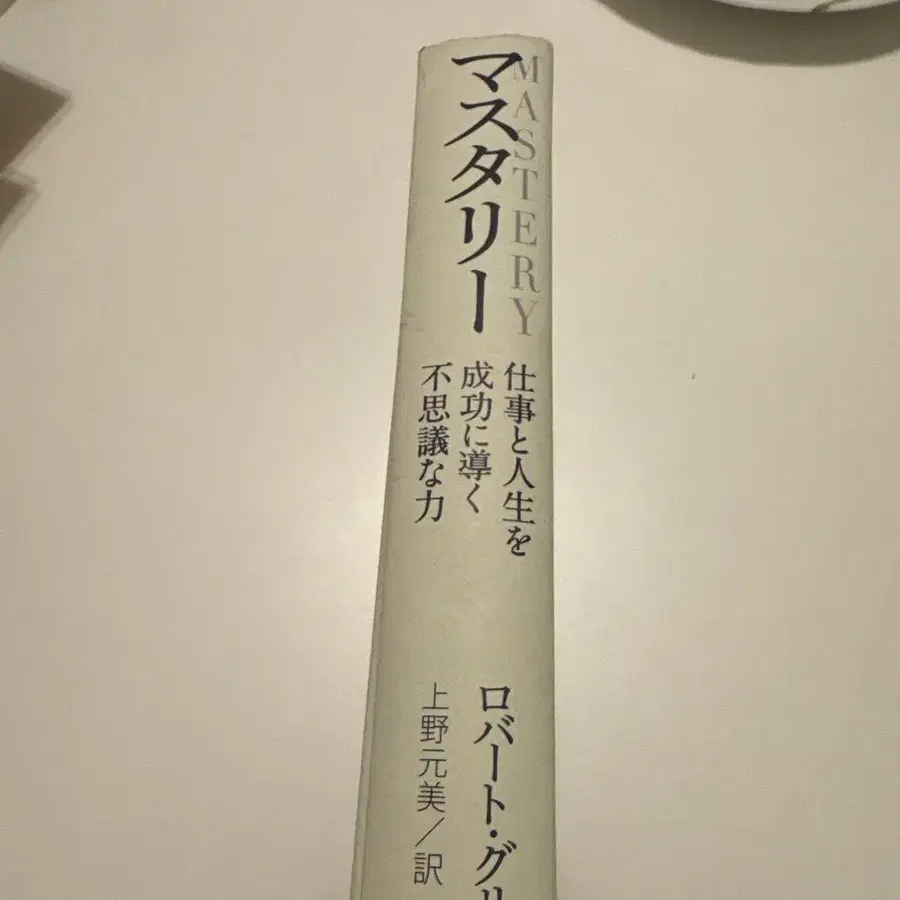 マスタリー
MASTERY
仕事と人生を
成功に導く
不思議な力
ロバート・グリ
上野元美/訳